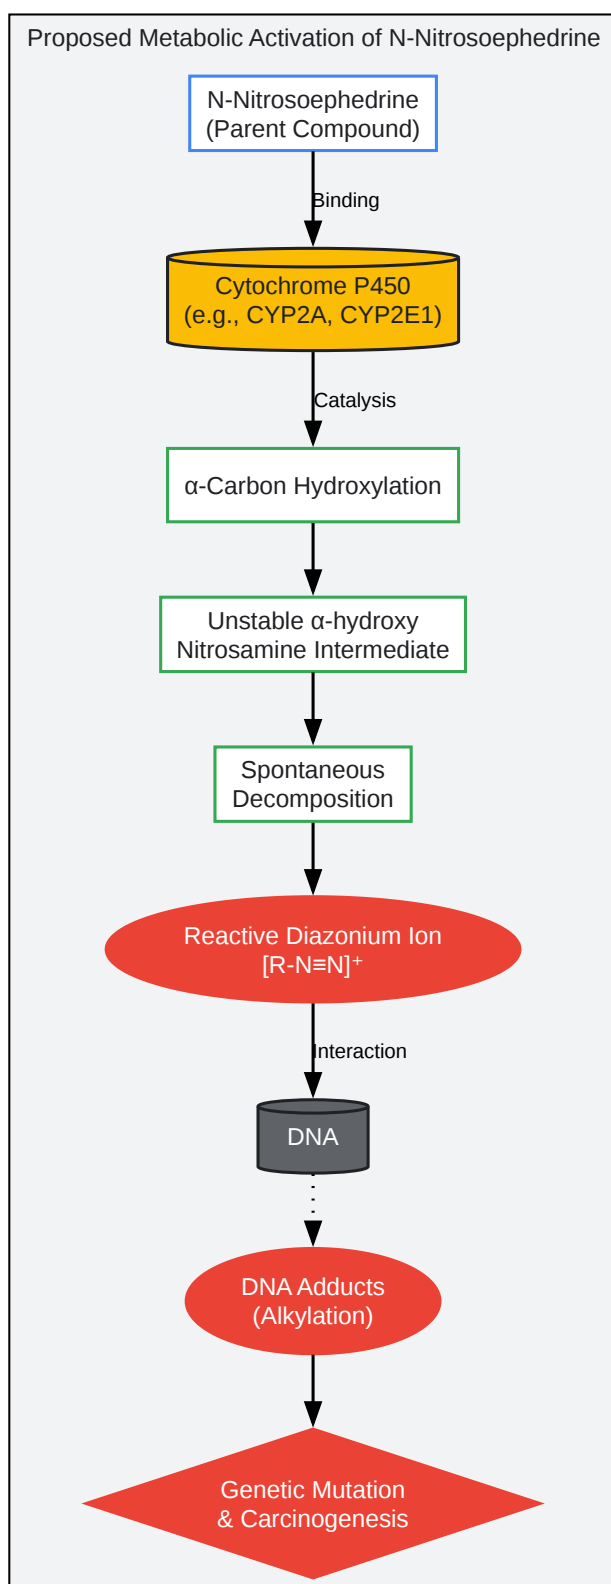 Proposed Metabolic Activation of N-Nitrosoephedrine
N-Nitrosoephedrine
(Parent Compound)
Binding
Cytochrome P450
(e.g., CYP2A, CYP2E1)
Catalysis
α-Carbon Hydroxylation
Unstable α-hydroxy
Nitrosamine Intermediate
Spontaneous
Decomposition
Reactive Diazonium Ion
[R-N≡N]⁺
Interaction
DNA
DNA Adducts
(Alkylation)
Genetic Mutation
& Carcinogenesis